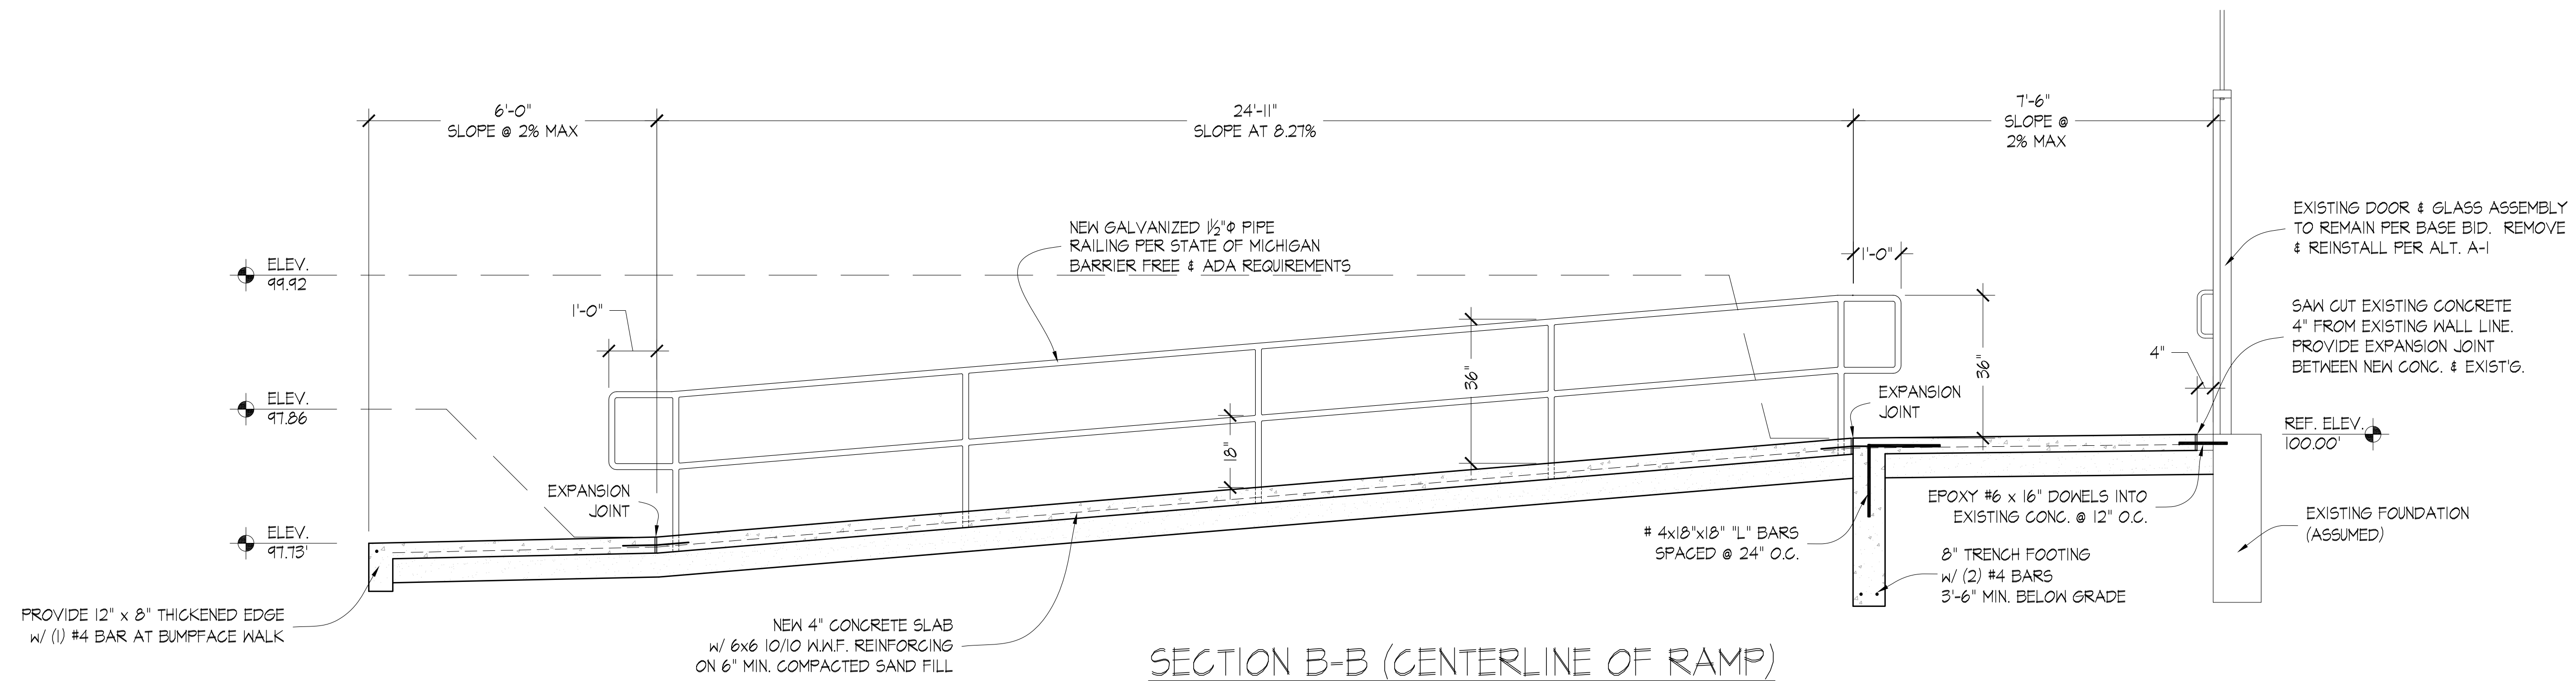 6'-0"
SLOPE @ 2% MAX
24'-11"
SLOPE AT 8.27%
7'-6"
SLOPE @
2% MAX
EXISTING DOOR & GLASS ASSEMBLY
TO REMAIN PER BASE BID. REMOVE
& REINSTALL PER ALT. A-1
NEW GALVANIZED 1½"Φ PIPE
RAILING PER STATE OF MICHIGAN
BARRIER FREE & ADA REQUIREMENTS
1'-0"
ELEV.
99.92
1'-0"
SAW CUT EXISTING CONCRETE
4" FROM EXISTING WALL LINE.
PROVIDE EXPANSION JOINT
BETWEEN NEW CONC. & EXIST'G.
4"
36"
36"
18"
ELEV.
97.86
EXPANSION
JOINT
REF. ELEV.
100.00'
EXPANSION
JOINT
ELEV.
97.73'
EPOXY #6 x 16" DOWELS INTO
EXISTING CONC. @ 12" O.C.
# 4x18"x18" "L" BARS
SPACED @ 24" O.C.
EXISTING FOUNDATION
(ASSUMED)
8" TRENCH FOOTING
W/ (2) #4 BARS
3'-6" MIN. BELOW GRADE
PROVIDE 12" x 8" THICKENED EDGE
W/ (1) #4 BAR AT BUMPFACE WALK
NEW 4" CONCRETE SLAB
W/ 6x6 10/10 W.W.F. REINFORCING
ON 6" MIN. COMPACTED SAND FILL
SECTION B-B (CENTERLINE OF RAMP)